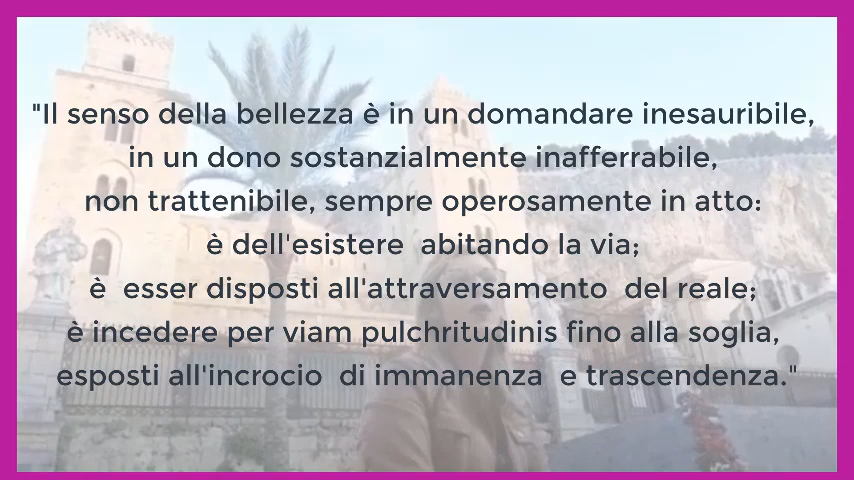 "Il senso della bellezza è in un domandare inesauribile,
in un dono sostanzialmente inafferrabile,
non trattenibile, sempre operosamente in atto:
è dell'esistere  abitando la via;
è  esser disposti all'attraversamento  del reale;
è incedere per viam pulchritudinis fino alla soglia,
esposti all'incrocio  di immanenza  e trascendenza."